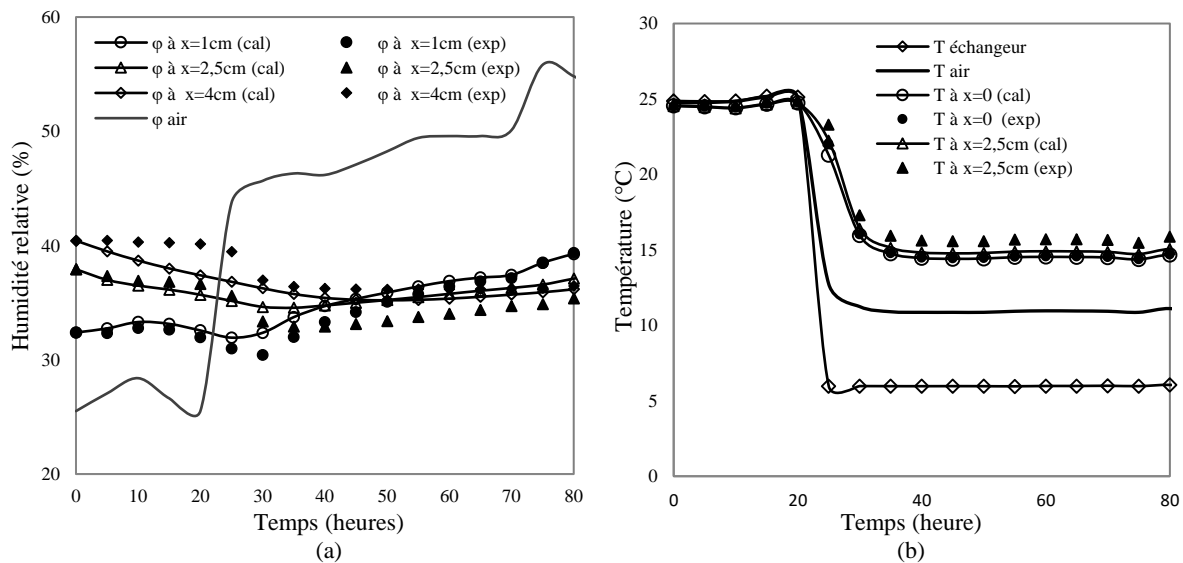 60
50
40
30
20
Humidité relative (%)
φ à x=1cm (cal)
φ à x=2,5cm (cal)
φ à x=4cm (cal)
φ air
φ à x=1cm (exp)
φ à x=2,5cm (exp)
φ à x=4cm (exp)
0 10 20 30 40 50 60 70 80
Temps (heures)
(a)
30
25
20
15
10
5
0
Température (°C)
T échangeur
T air
T à x=0 (cal)
T à x=0 (exp)
T à x=2,5cm (cal)
T à x=2,5cm (exp)
0 20 40 60 80
Temps (heure)
(b)